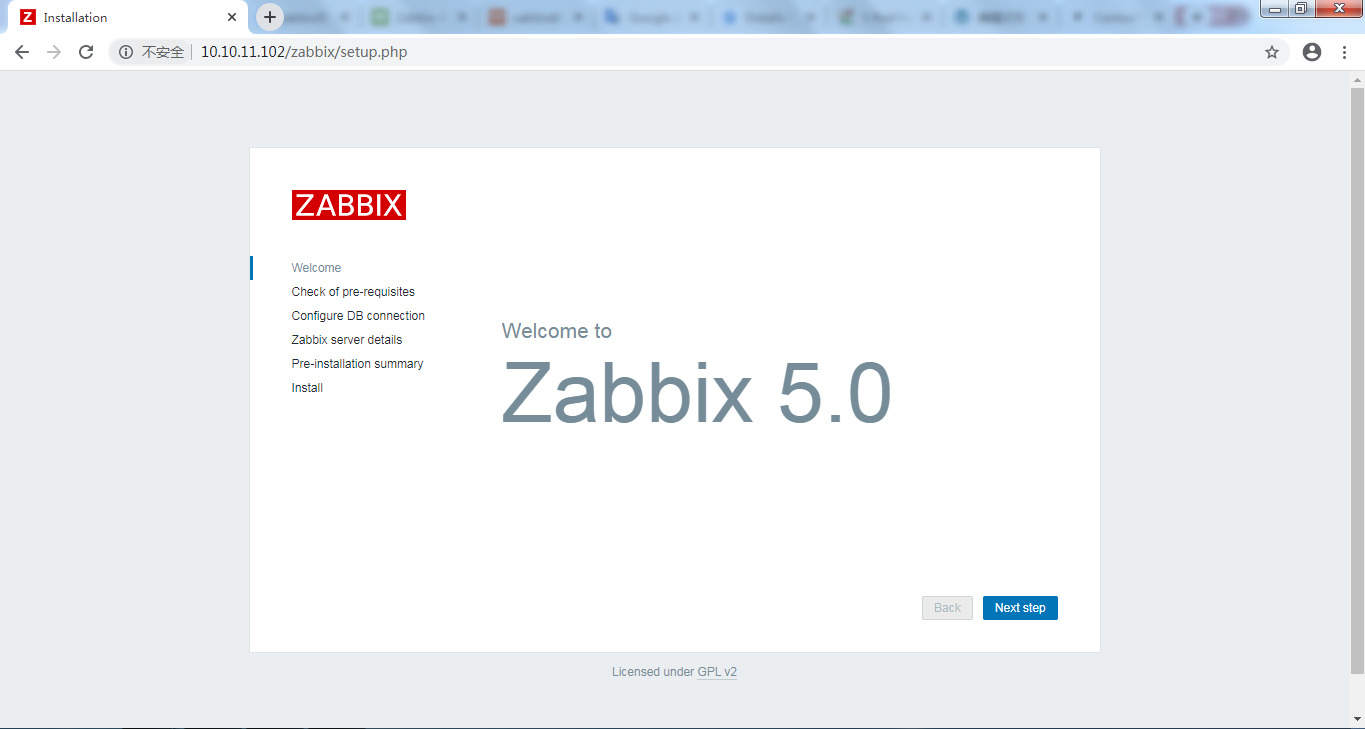 Installation
不安全 10.10.11.102/zabbix/setup.php
ZABBIX
Welcome
Check of pre-requisites
Configure DB connection
Zabbix server details
Pre-installation summary
Install
Welcome to
Zabbix 5.0
Back
Next step
Licensed under GPL v2